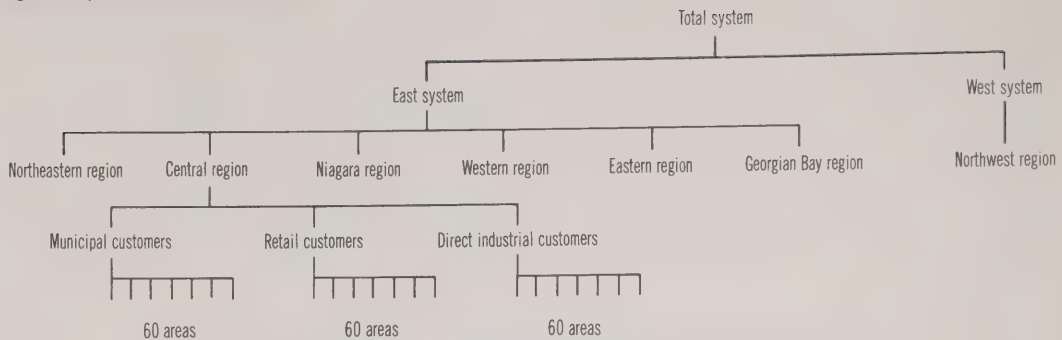 Total system
East system
West system
Northeastern region Central region Niagara region Western region Eastern region Georgian Bay region Northwest region
Municipal customers Retail customers Direct industrial customers
60 areas 60 areas 60 areas